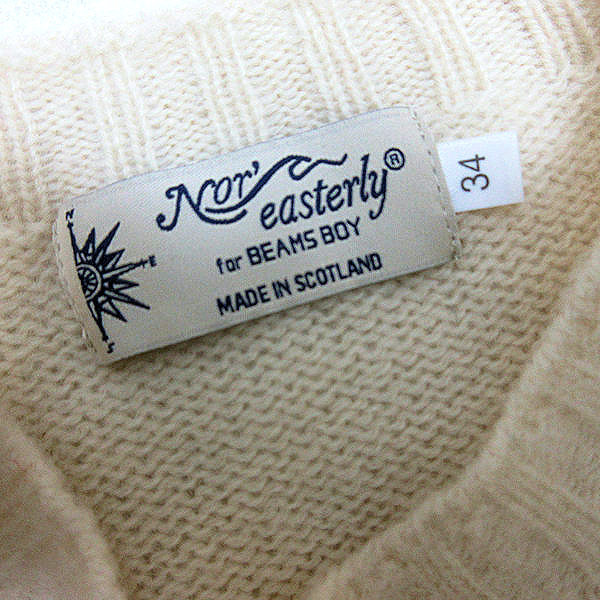 Nor'
easterly®
for BEAMS BOY
MADE IN SCOTLAND
N
E
S
34